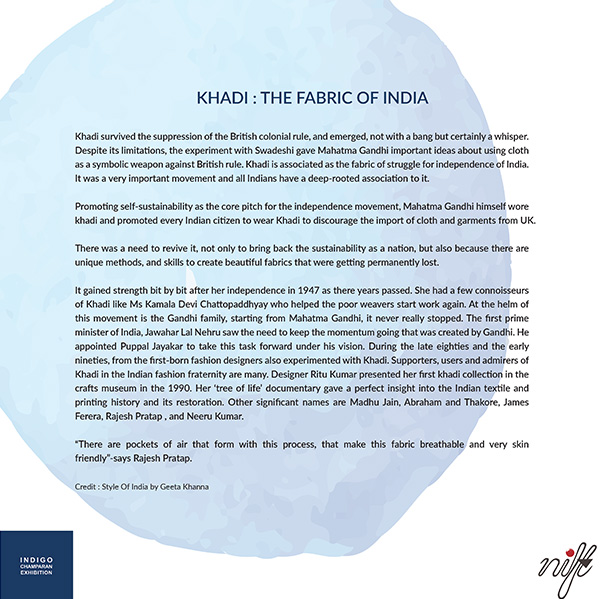 KHADI : THE FABRIC OF INDIA
Khadi survived the suppression of the British colonial rule, and emerged, not with a bang but certainly a whisper.
Despite its limitations, the experiment with Swadeshi gave Mahatma Gandhi important ideas about using cloth
as a symbolic weapon against British rule. Khadi is associated as the fabric of struggle for independence of India.
It was a very important movement and all Indians have a deep-rooted association to it.
Promoting self-sustainability as the core pitch for the independence movement, Mahatma Gandhi himself wore
khadi and promoted every Indian citizen to wear Khadi to discourage the import of cloth and garments from UK.
There was a need to revive it, not only to bring back the sustainability as a nation, but also because there are
unique methods, and skills to create beautiful fabrics that were getting permanently lost.
It gained strength bit by bit after her independence in 1947 as there years passed. She had a few connoisseurs
of Khadi like Ms Kamala Devi Chattopaddhyay who helped the poor weavers start work again. At the helm of
this movement is the Gandhi family, starting from Mahatma Gandhi, it never really stopped. The first prime
minister of India, Jawahar Lal Nehru saw the need to keep the momentum going that was created by Gandhi. He
appointed Puppal Jayakar to take this task forward under his vision. During the late eighties and the early
nineties, from the first-born fashion designers also experimented with Khadi. Supporters, users and admirers of
Khadi in the Indian fashion fraternity are many. Designer Ritu Kumar presented her first khadi collection in the
crafts museum in the 1990. Her 'tree of life' documentary gave a perfect insight into the Indian textile and
printing history and its restoration. Other significant names are Madhu Jain, Abraham and Thakore, James
Ferera, Rajesh Pratap , and Neeru Kumar.
"There are pockets of air that form with this process, that make this fabric breathable and very skin
friendly"-says Rajesh Pratap.
Credit : Style Of India by Geeta Khanna
INDIGO
CHAMPARAN
EXHIBITION
nift